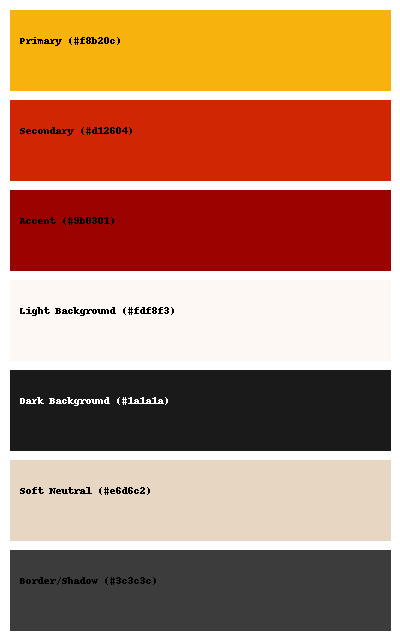 Primary (#f8b20c)
Secondary (#d12604)
Accent (#9b0301)
Light Background (#fdf8f3)
Dark Background (#1a1a1a)
Soft Neutral (#e6d6c2)
Border/Shadow (#3c3c3c)